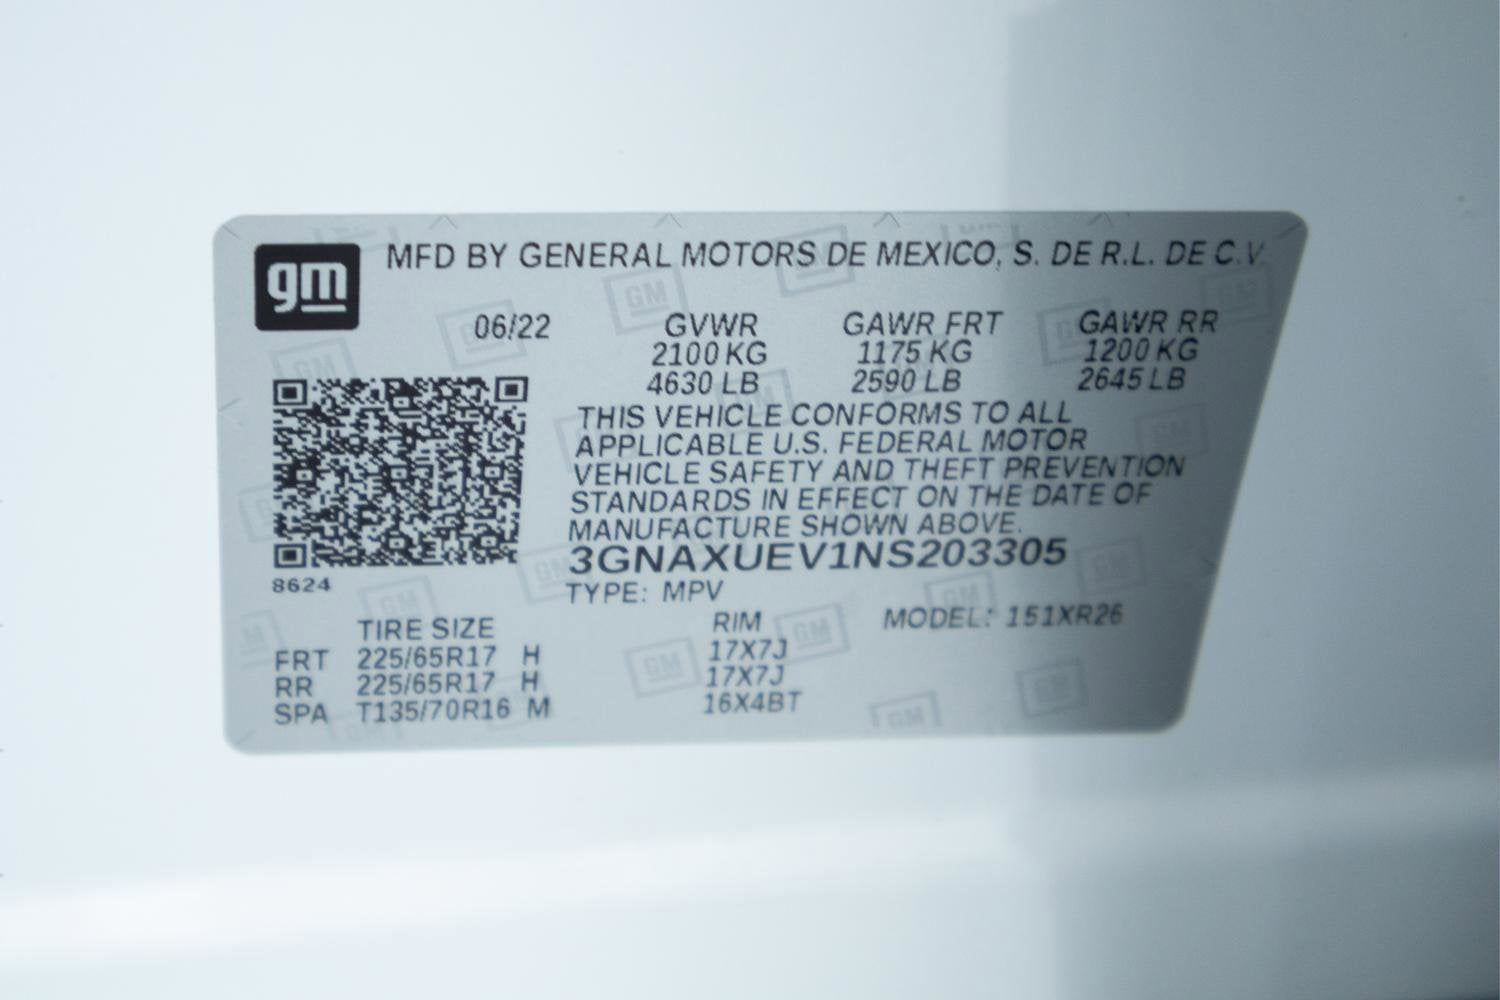 gm
MFD BY GENERAL MOTORS DE MEXICO, S. DE R.L. DE C.V.
06/22 GVWR GAWR FRT GAWR RR
2100 KG 1175 KG 1200 KG
4630 LB 2590 LB 2645 LB
THIS VEHICLE CONFORMS TO ALL
APPLICABLE U.S. FEDERAL MOTOR
VEHICLE SAFETY AND THEFT PREVENTION
STANDARDS IN EFFECT ON THE DATE OF
MANUFACTURE SHOWN ABOVE.
3GNAXUEV1NS203305
8624
TYPE: MPV
MODEL: 151XR26
TIRE SIZE RIM
FRT 225/65R17 H 17X7J
RR 225/65R17 H 17X7J
SPA T135/70R16 M 16X4BT